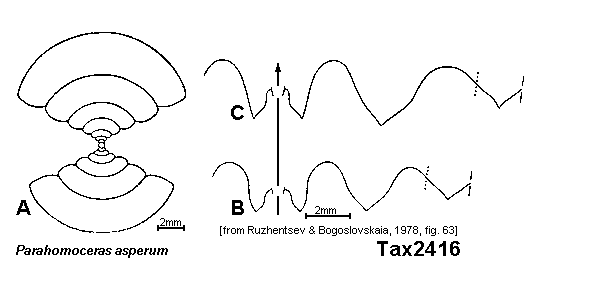 C
A
2mm
B
2mm
[from Ruzhentsev & Bogoslovskaia, 1978, fig. 63]
Parahomoceras asperum
Tax2416